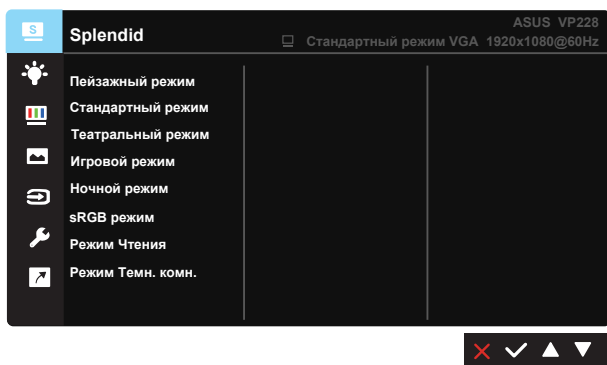 S
Splendid
ASUS VP228
Стандартный режим VGA 1920x1080@60Hz
Пейзажный режим
Стандартный режим
Театральный режим
Игровой режим
Ночной режим
sRGB режим
Режим Чтения
Режим Темн. комн.